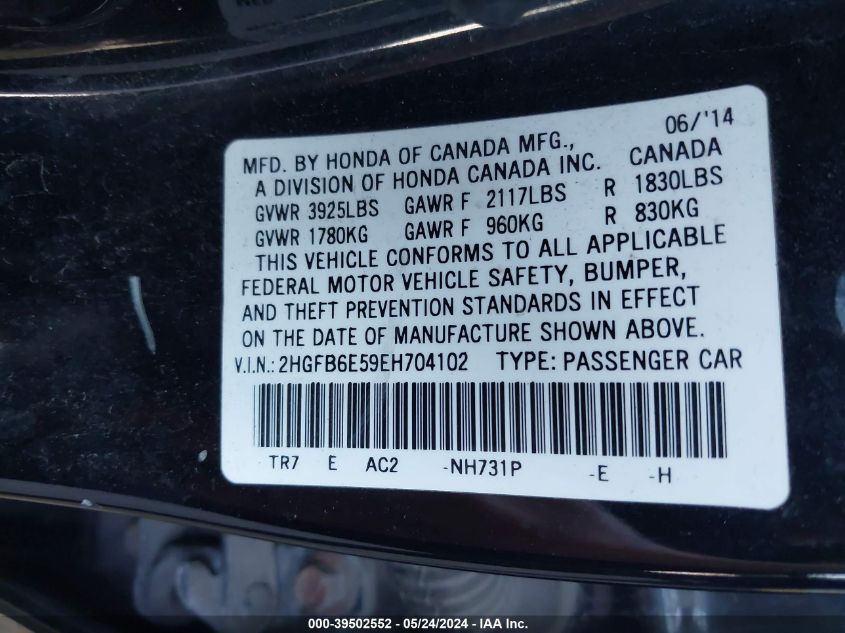 06/'14
MFD. BY HONDA OF CANADA MFG.,
A DIVISION OF HONDA CANADA INC. CANADA
GVWR 3925LBS GAWR F 2117LBS R 1830LBS
GVWR 1780KG GAWR F 960KG R 830KG
THIS VEHICLE CONFORMS TO ALL APPLICABLE
FEDERAL MOTOR VEHICLE SAFETY, BUMPER,
AND THEFT PREVENTION STANDARDS IN EFFECT
ON THE DATE OF MANUFACTURE SHOWN ABOVE.
V.I.N.: 2HGFB6E59EH704102 TYPE: PASSENGER CAR
TR7 E AC2 -NH731P -E -H
000-39502552 - 05/24/2024 - IAA Inc.